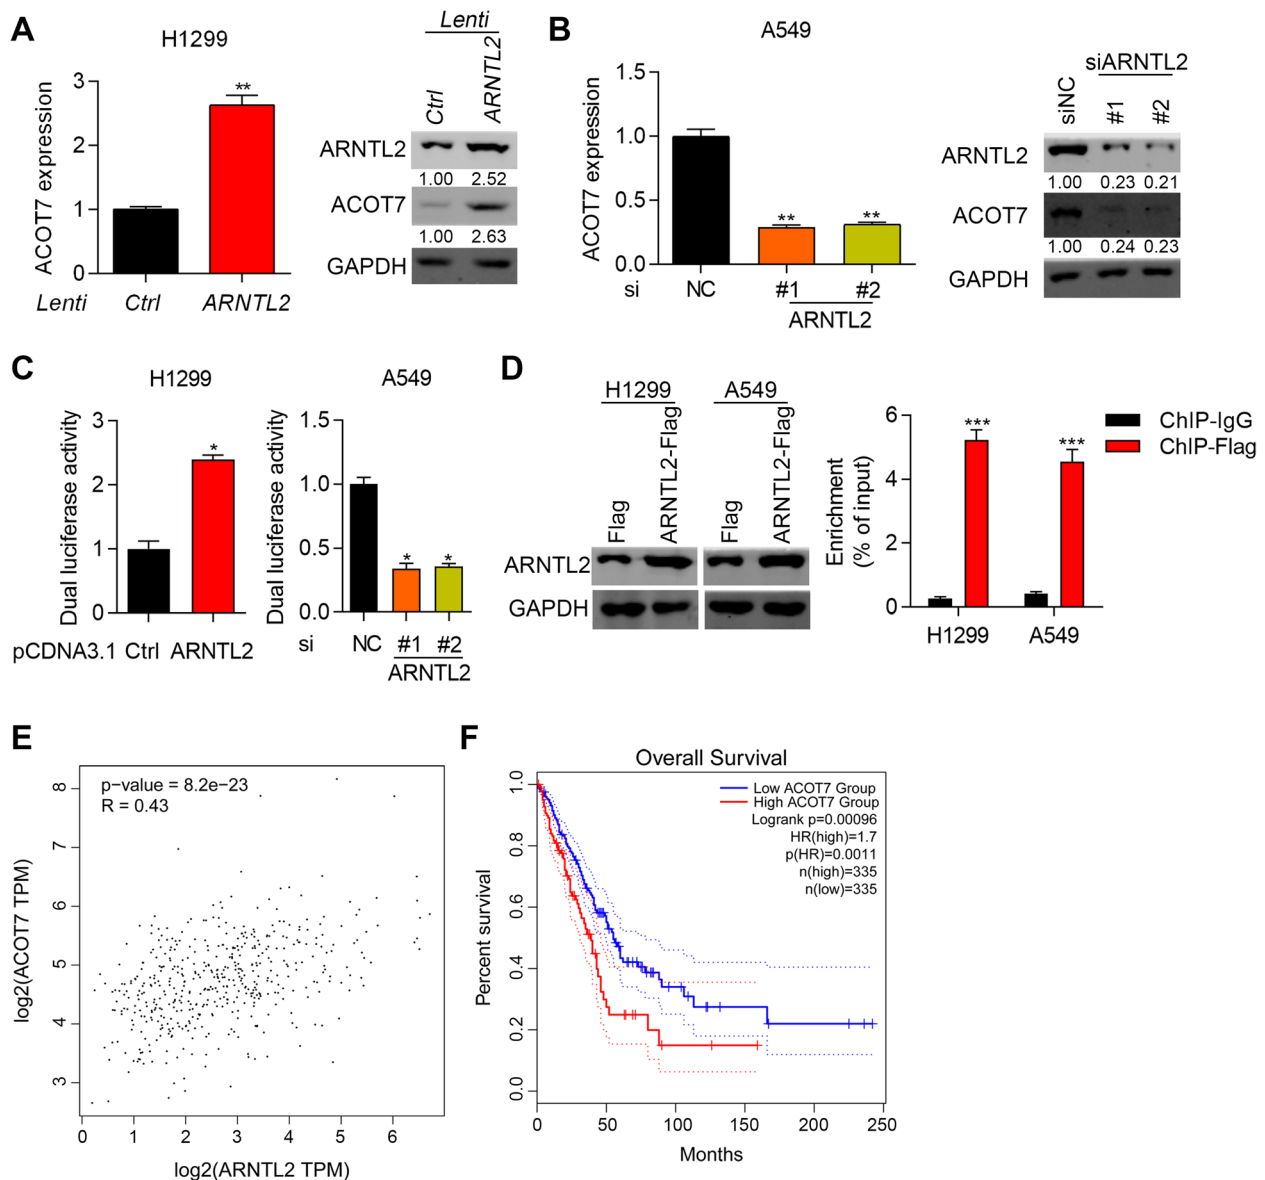 A
H1299
ACOT7 expression
3
2
1
0
**
Lenti Ctrl ARNTL2
Lenti
Ctrl ARNTL2
ARNTL2
1.00 2.52
ACOT7
1.00 2.63
GAPDH
B
A549
ACOT7 expression
1.5
1.0
0.5
0.0
** **
si NC #1 #2
ARNTL2
siARNTL2
siNC #1 #2
ARNTL2
1.00 0.23 0.21
ACOT7
1.00 0.24 0.23
GAPDH
C
H1299
Dual luciferase activity
3
2
1
0
*
pCDNA3.1 Ctrl ARNTL2
A549
Dual luciferase activity
1.5
1.0
0.5
0.0
* *
si NC #1 #2
ARNTL2
D
H1299 A549
Flag ARNTL2-Flag Flag ARNTL2-Flag
ARNTL2
GAPDH
Enrichment
(% of input)
6
4
2
0
*** ***
H1299 A549
ChIP-IgG
ChIP-Flag
E
p−value = 8.2e−23
R = 0.43
log2(ACOT7 TPM)
8
7
6
5
4
3
0 1 2 3 4 5 6
log2(ARNTL2 TPM)
F
Overall Survival
Low ACOT7 Group
High ACOT7 Group
Logrank p=0.00096
HR(high)=1.7
p(HR)=0.0011
n(high)=335
n(low)=335
Percent survival
1.0
0.8
0.6
0.4
0.2
0.0
0 50 100 150 200 250
Months